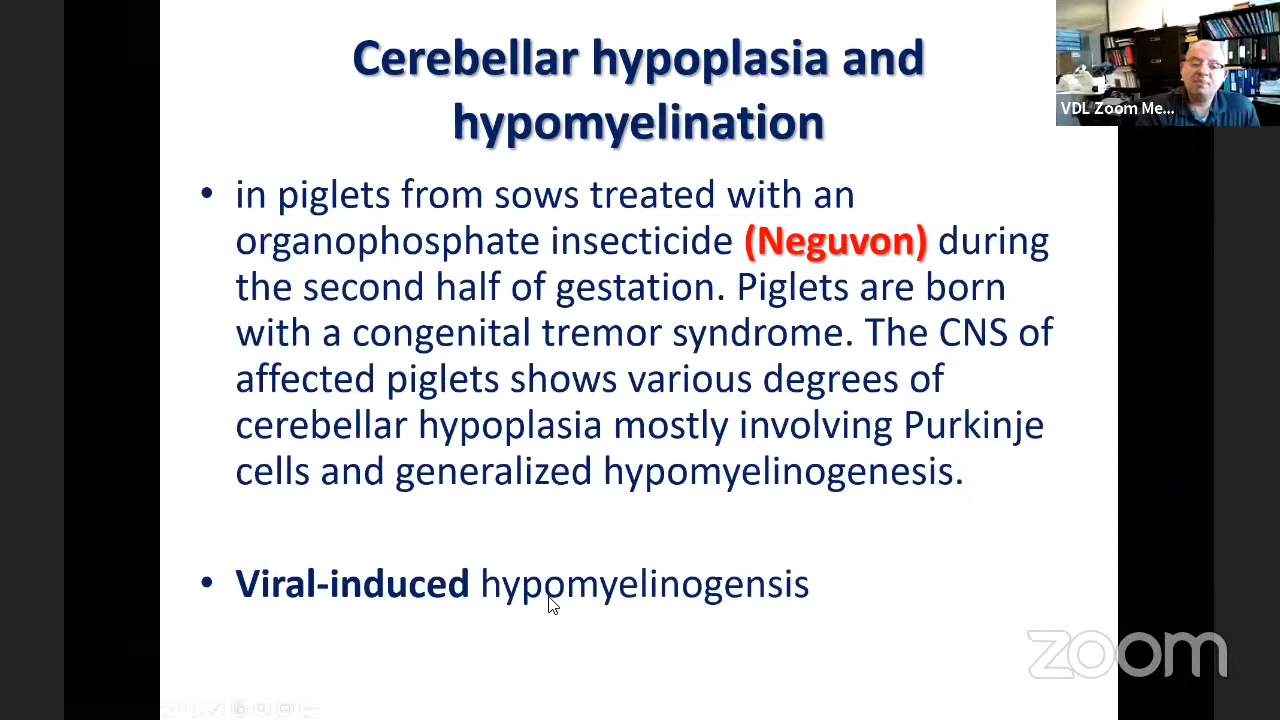 Cerebellar hypoplasia and
hypomyelination
VDL Zoom Me...
• in piglets from sows treated with an
organophosphate insecticide (Neguvon) during
the second half of gestation. Piglets are born
with a congenital tremor syndrome. The CNS of
affected piglets shows various degrees of
cerebellar hypoplasia mostly involving Purkinje
cells and generalized hypomyelinogenesis.
• Viral-induced hypomyelinogensis
zoom